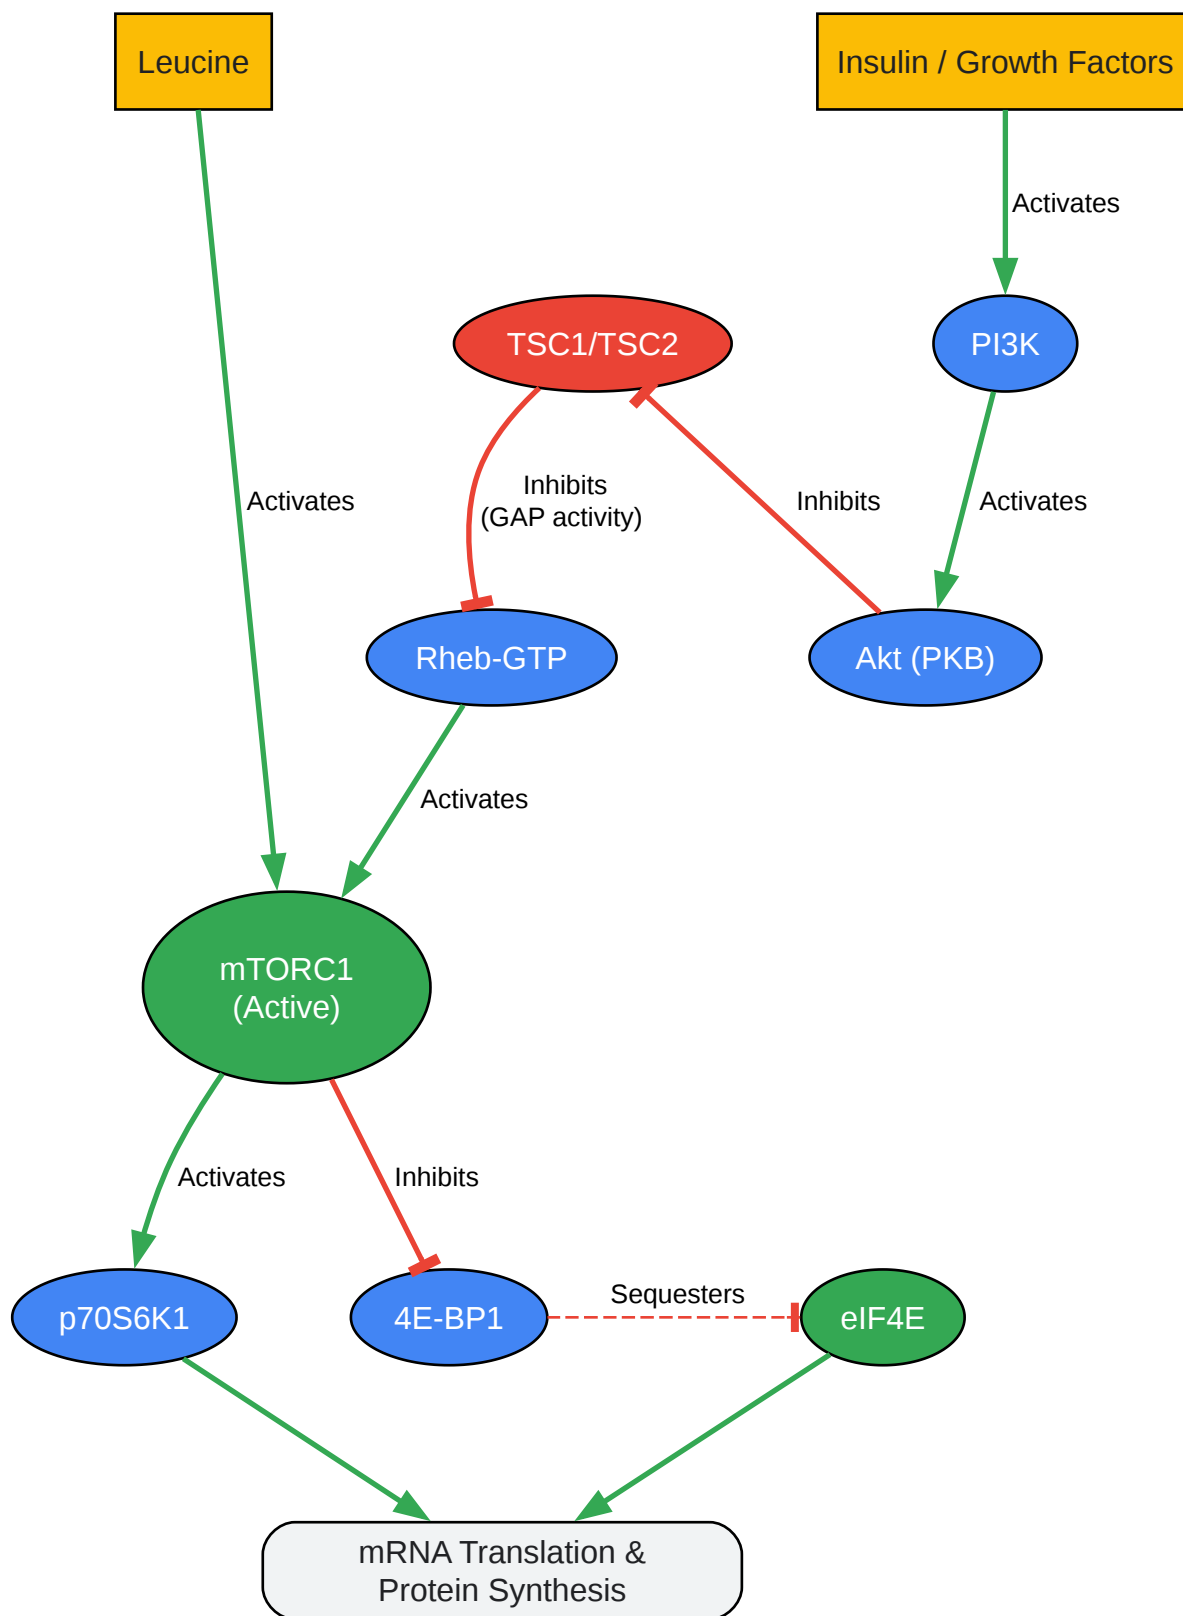 Leucine
Insulin / Growth Factors
Activates
TSC1/TSC2
PI3K
Activates
Inhibits
(GAP activity)
Inhibits
Activates
Rheb-GTP
Akt (PKB)
Activates
mTORC1
(Active)
Activates
Inhibits
p70S6K1
4E-BP1
Sequesters
eIF4E
mRNA Translation &
Protein Synthesis